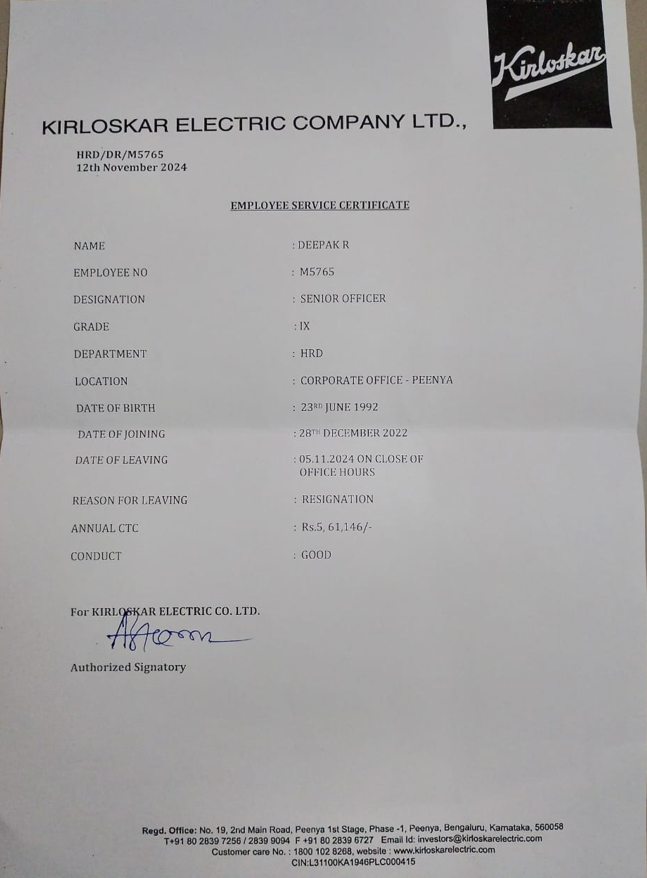 Kirloskar
KIRLOSKAR ELECTRIC COMPANY LTD.,
HRD/DR/M5765
12th November 2024
EMPLOYEE SERVICE CERTIFICATE
NAME : DEEPAK R
EMPLOYEE NO : M5765
DESIGNATION : SENIOR OFFICER
GRADE : IX
DEPARTMENT : HRD
LOCATION : CORPORATE OFFICE - PEENYA
DATE OF BIRTH : 23RD JUNE 1992
DATE OF JOINING : 28TH DECEMBER 2022
DATE OF LEAVING : 05.11.2024 ON CLOSE OF
OFFICE HOURS
REASON FOR LEAVING : RESIGNATION
ANNUAL CTC : Rs.5, 61,146/-
CONDUCT : GOOD
For KIRLOSKAR ELECTRIC CO. LTD.
Authorized Signatory
Regd. Office: No. 19, 2nd Main Road, Peenya 1st Stage, Phase -1, Peenya, Bengaluru, Karnataka, 560058
T+91 80 2839 7256 / 2839 9094 F +91 80 2839 6727 Email Id: investors@kirloskarelectric.com
Customer care No. : 1800 102 8268, website : www.kirloskarelectric.com
CIN:L31100KA1946PLC000415